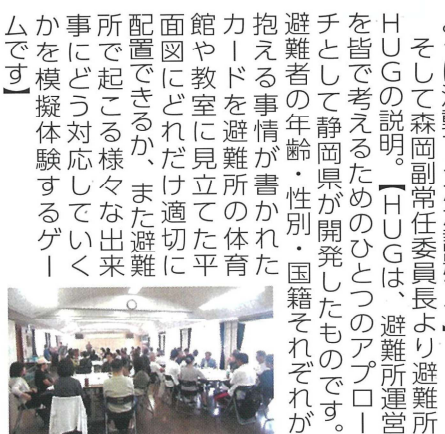 そして森岡副常任委員長より避難所
HUGの説明。【HUGは、避難所運営
を皆で考えるためのひとつのアプロー
チとして静岡県が開発したものです。
避難者の年齢・性別・国籍それぞれが
抱える事情が書かれた
カードを避難所の体育
館や教室に見立てた平
面図にどれだけ適切に
配置できるか、また避難
所で起こる様々な出来
事にどう対応していく
かを模擬体験するゲー
ムです】